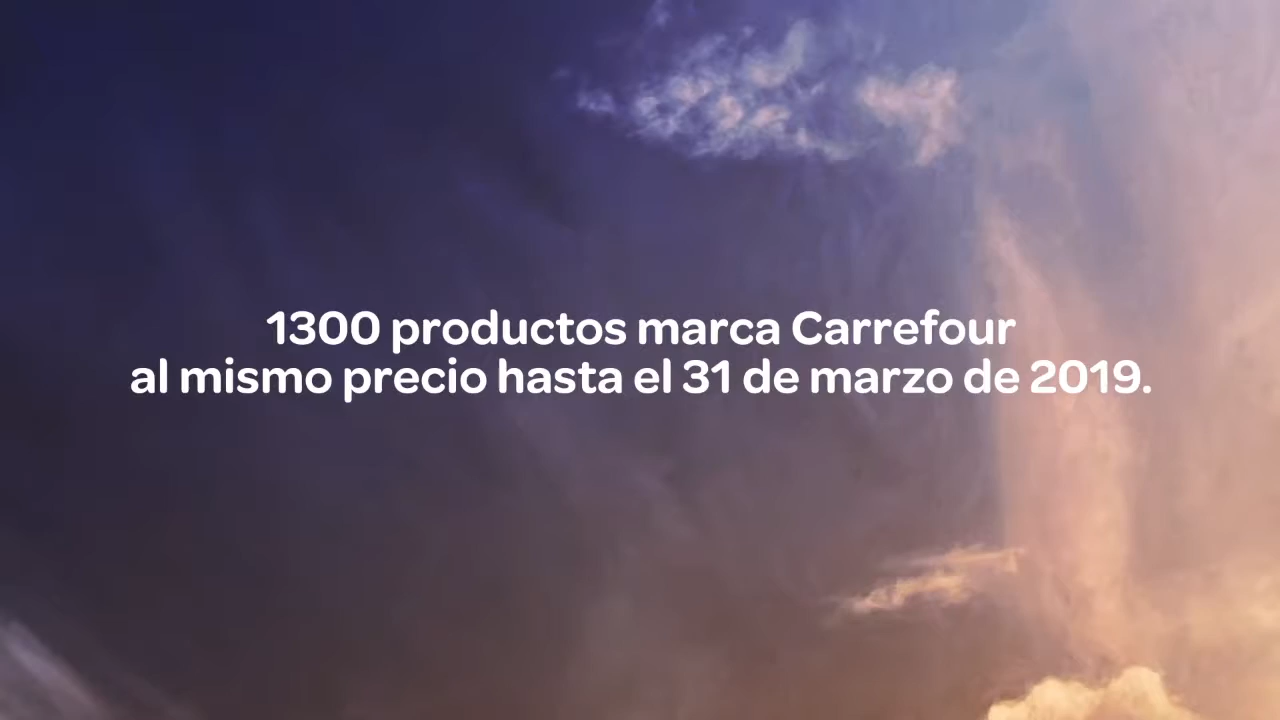 1300 productos marca Carrefour
al mismo precio hasta el 31 de marzo de 2019.